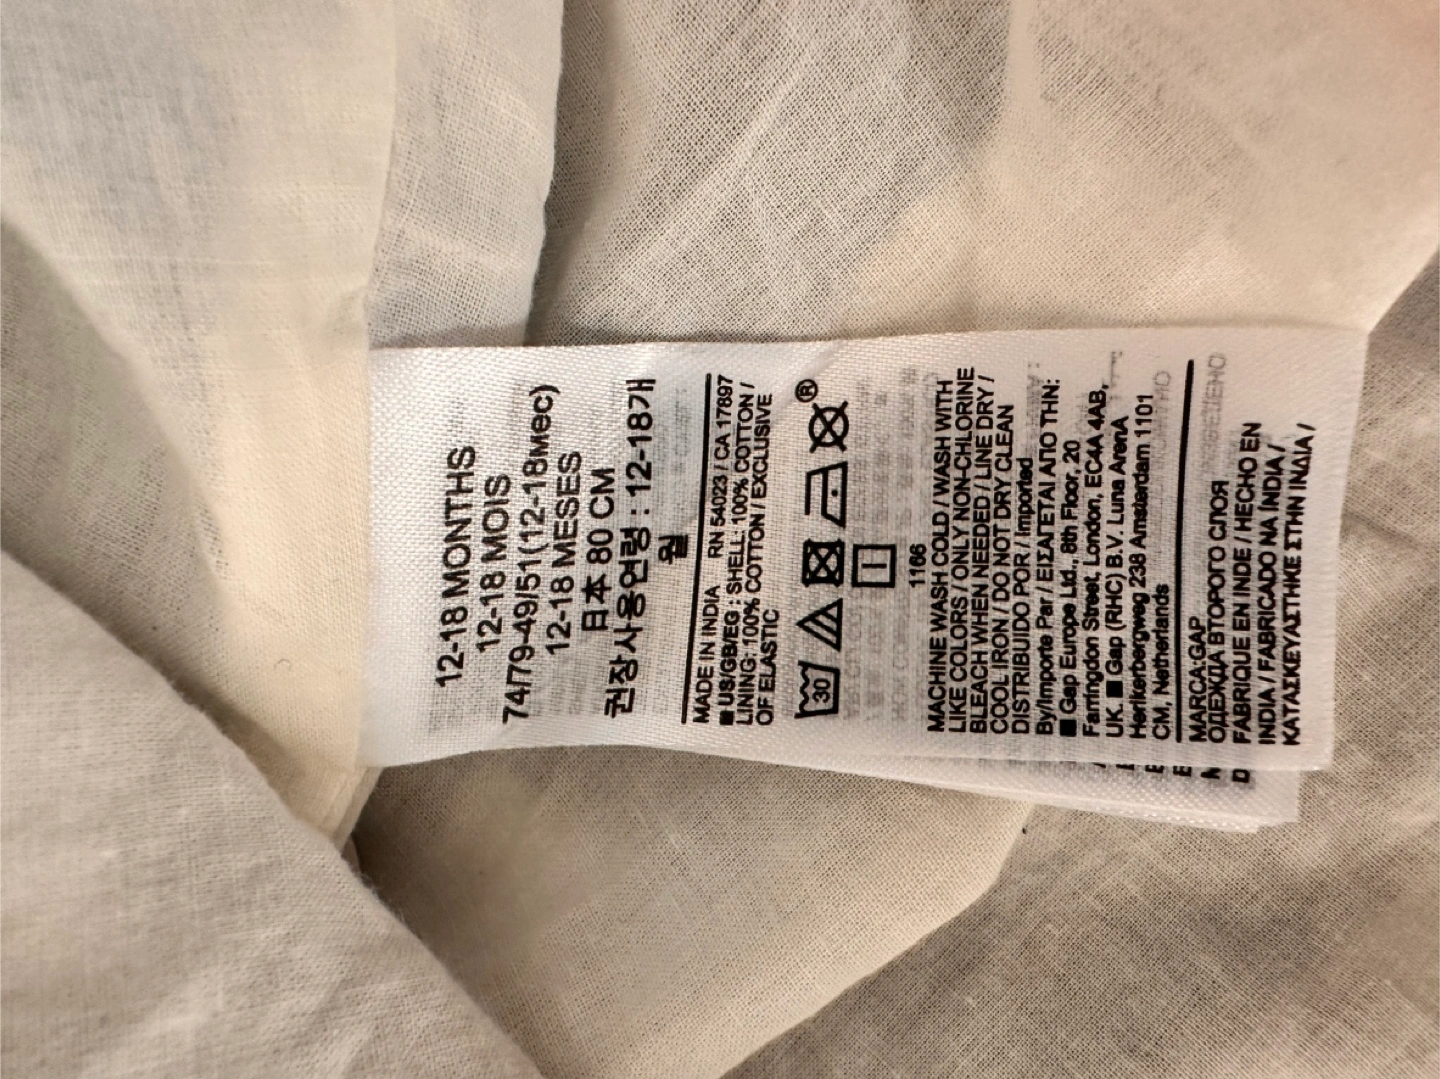 12-18 MONTHS
12-18 MOIS
74/79-49/51(12-18мес)
12-18 MESES
日本 80 CM
권장사용연령 : 12-18개
월
MADE IN INDIA RN 54023 / CA 17897
■ US/GB/EG : SHELL: 100% COTTON /
LINING: 100% COTTON / EXCLUSIVE
OF ELASTIC
30
®
1166
MACHINE WASH COLD / WASH WITH
LIKE COLORS / ONLY NON-CHLORINE
BLEACH WHEN NEEDED / LINE DRY /
COOL IRON / DO NOT DRY CLEAN
DISTRIBUIDO POR / Imported
By/Importe Par / ΕΙΣΑΓΕΤΑΙ ΑΠΟ ΤΗΝ:
■ Gap Europe Ltd., 8th Floor, 20
Farringdon Street, London, EC4A 4AB,
UK. ■ Gap (RHC) B.V. Luna ArenA
Herikerbergweg 238 Amsterdam 1101
CM, Netherlands
MARCA:GAP
ОДЕЖДА ВТОРОГО СЛОЯ
FABRIQUE EN INDE / HECHO EN
INDIA / FABRICADO NA ÍNDIA /
ΚΑΤΑΣΚΕΥΑΣΤΗΚΕ ΣΤΗΝ ΙΝΔΙΑ /